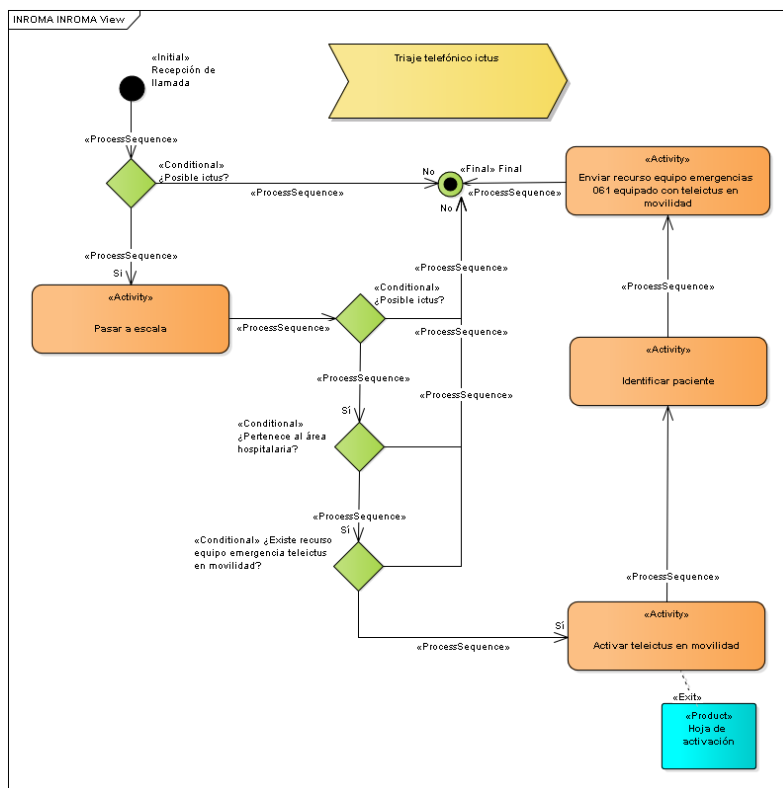 INROMA INROMA View
«Initial»
Recepción de
llamada
Triaje telefónico ictus
«ProcessSequence»
«Conditional»
¿Posible ictus?
No
«Final» Final
«ProcessSequence»
«ProcessSequence»
No
«Activity»
Enviar recurso equipo emergencias
061 equipado con teleictus en
movilidad
«ProcessSequence»
Si
«ProcessSequence»
«Activity»
Pasar a escala
«ProcessSequence»
«Conditional»
¿Posible ictus?
«ProcessSequence»
«ProcessSequence»
«Activity»
Identificar paciente
«ProcessSequence»
Sí
«Conditional»
¿Pertenece al área
hospitalaria?
«ProcessSequence»
«ProcessSequence»
Sí
«Conditional» ¿Existe recurso
equipo emergencia teleictus
en movilidad?
«ProcessSequence»
«ProcessSequence»
Sí
«Activity»
Activar teleictus en movilidad
«Exit»
«Product»
Hoja de
activación